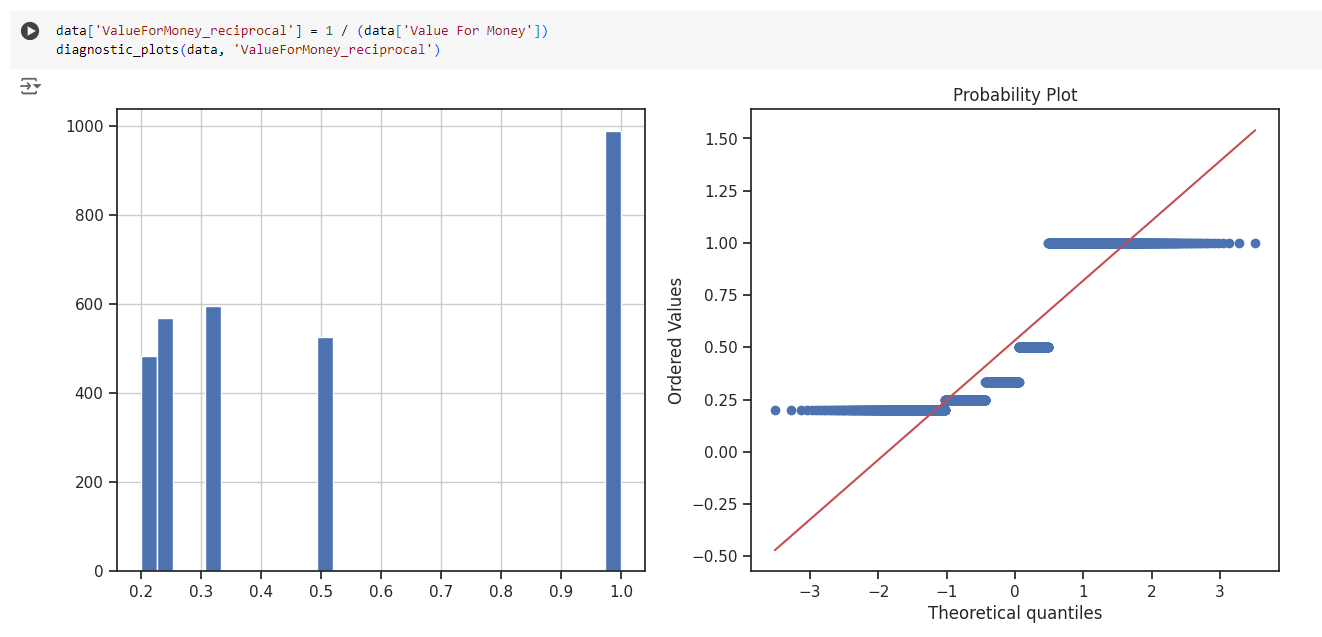 data['ValueForMoney_reciprocal'] = 1 / (data['Value For Money'])
diagnostic_plots(data, 'ValueForMoney_reciprocal')
1000
800
600
400
200
0
0.2 0.3 0.4 0.5 0.6 0.7 0.8 0.9 1.0
Probability Plot
Ordered Values
1.50
1.25
1.00
0.75
0.50
0.25
0.00
−0.25
−0.50
−3 −2 −1 0 1 2 3
Theoretical quantiles